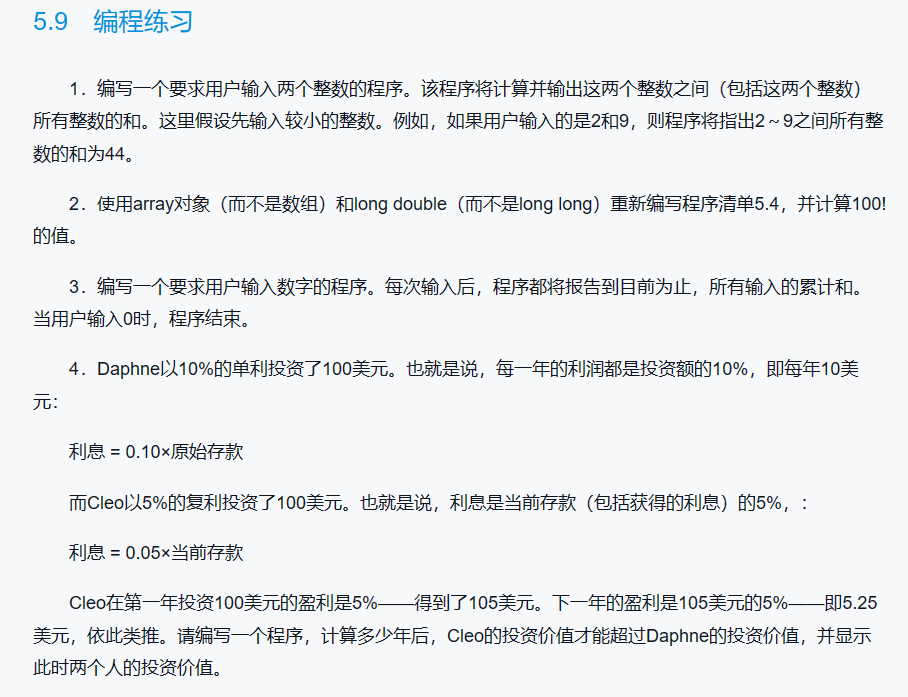 5.9 编程练习
1．编写一个要求用户输入两个整数的程序。该程序将计算并输出这两个整数之间（包括这两个整数）
所有整数的和。这里假设先输入较小的整数。例如，如果用户输入的是2和9，则程序将指出2～9之间所有整
数的和为44。
2．使用array对象（而不是数组）和long double（而不是long long）重新编写程序清单5.4，并计算100!
的值。
3．编写一个要求用户输入数字的程序。每次输入后，程序都将报告到目前为止，所有输入的累计和。
当用户输入0时，程序结束。
4．Daphne以10%的单利投资了100美元。也就是说，每一年的利润都是投资额的10%，即每年10美
元：
利息 = 0.10×原始存款
而Cleo以5%的复利投资了100美元。也就是说，利息是当前存款（包括获得的利息）的5%，：
利息 = 0.05×当前存款
Cleo在第一年投资100美元的盈利是5%——得到了105美元。下一年的盈利是105美元的5%——即5.25
美元，依此类推。请编写一个程序，计算多少年后，Cleo的投资价值才能超过Daphne的投资价值，并显示
此时两个人的投资价值。